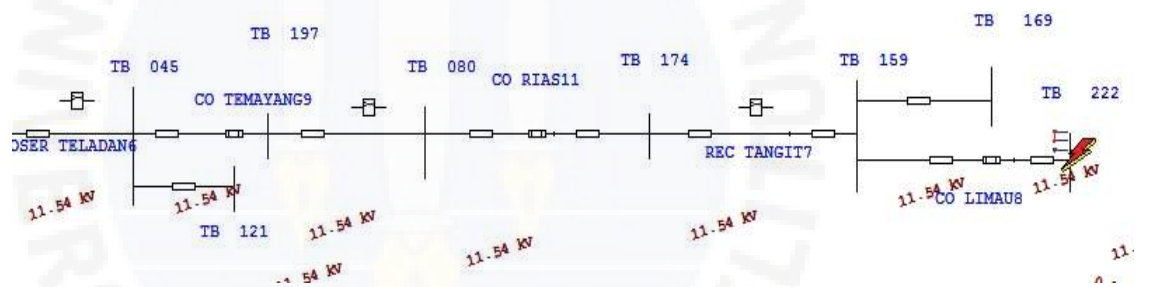 TB 169
TB 197
TB 045
TB 080
CO RIAS11
TB 174
TB 159
CO TEMAYANG9
TB 222
OSER TELADAN6
REC TANGIT7
11.54 kV
11.54 kV
11.54 kV
11.54 kV
CO LIMAU8
TB 121
11.54 kV
11.54 kV
11.54 kV
11.
11.54 kV